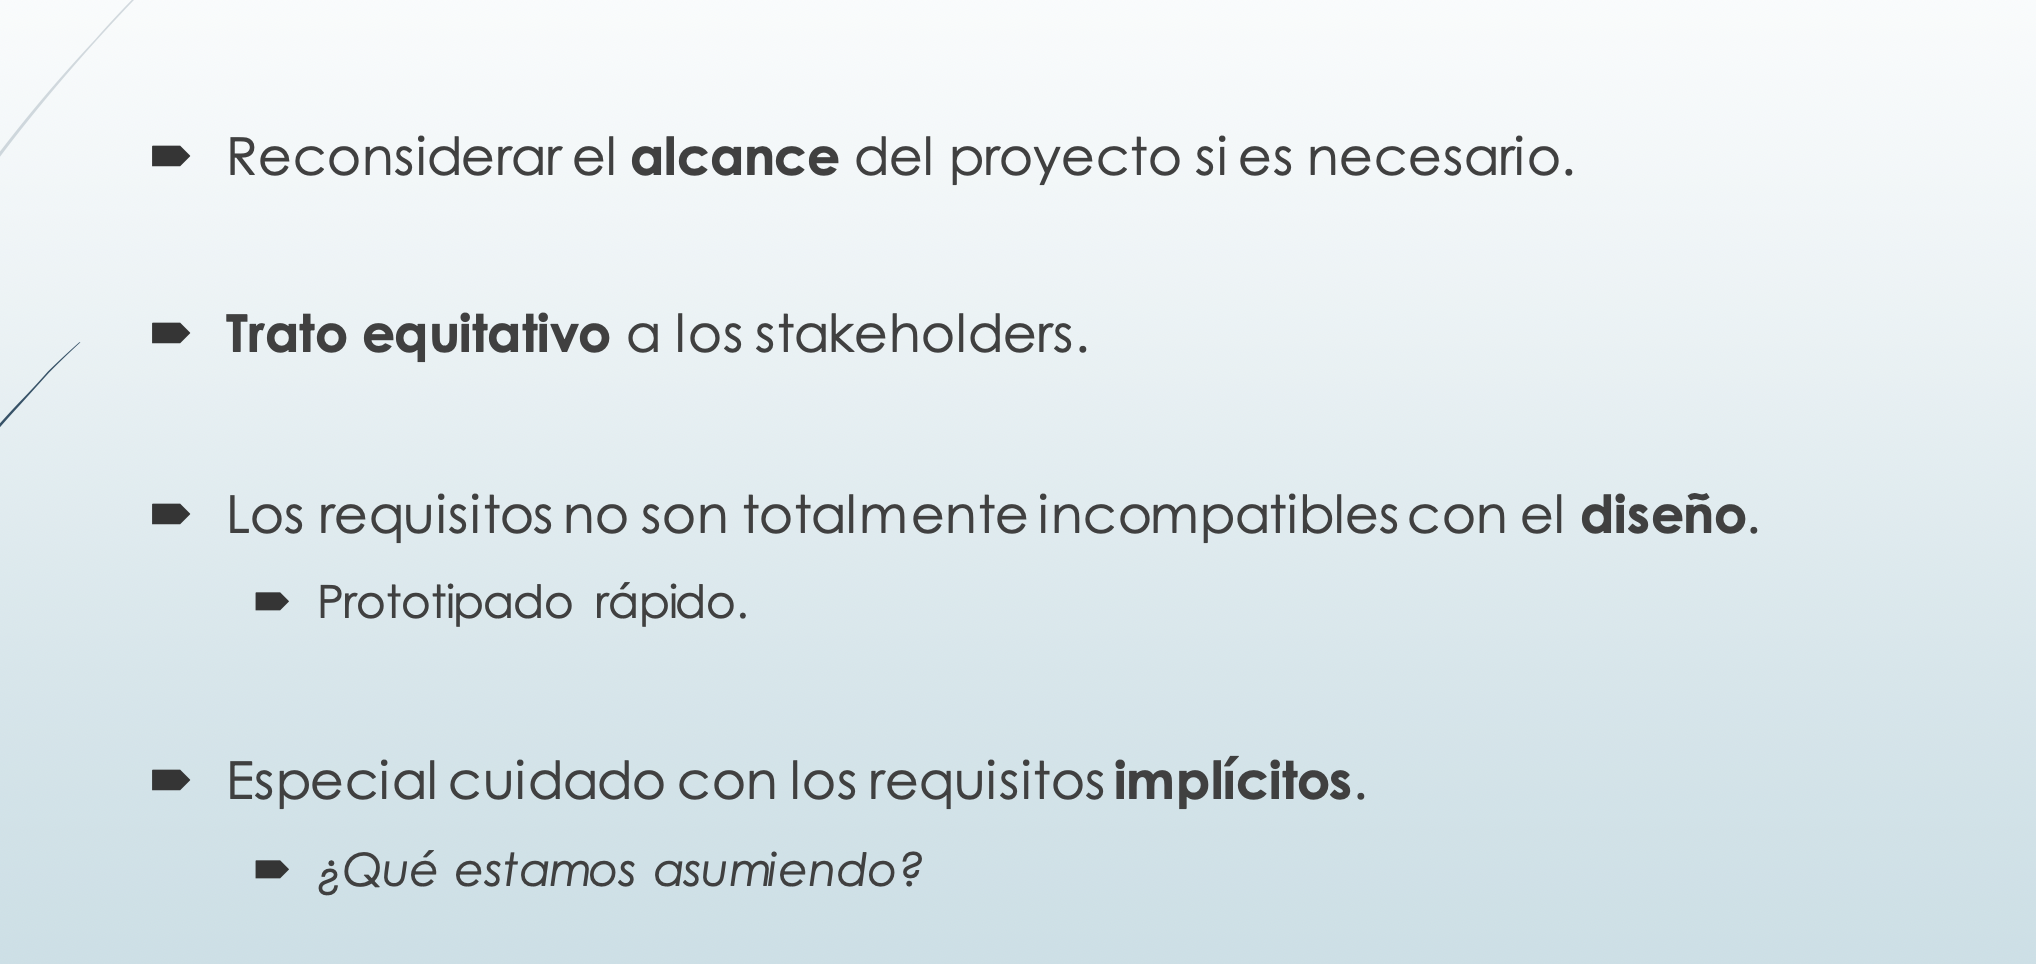 Reconsiderar el alcance del proyecto si es necesario.
Trato equitativo a los stakeholders.
Los requisitos no son totalmente incompatibles con el diseño.
Prototipado rápido.
Especial cuidado con los requisitos implícitos.
¿Qué estamos asumiendo?